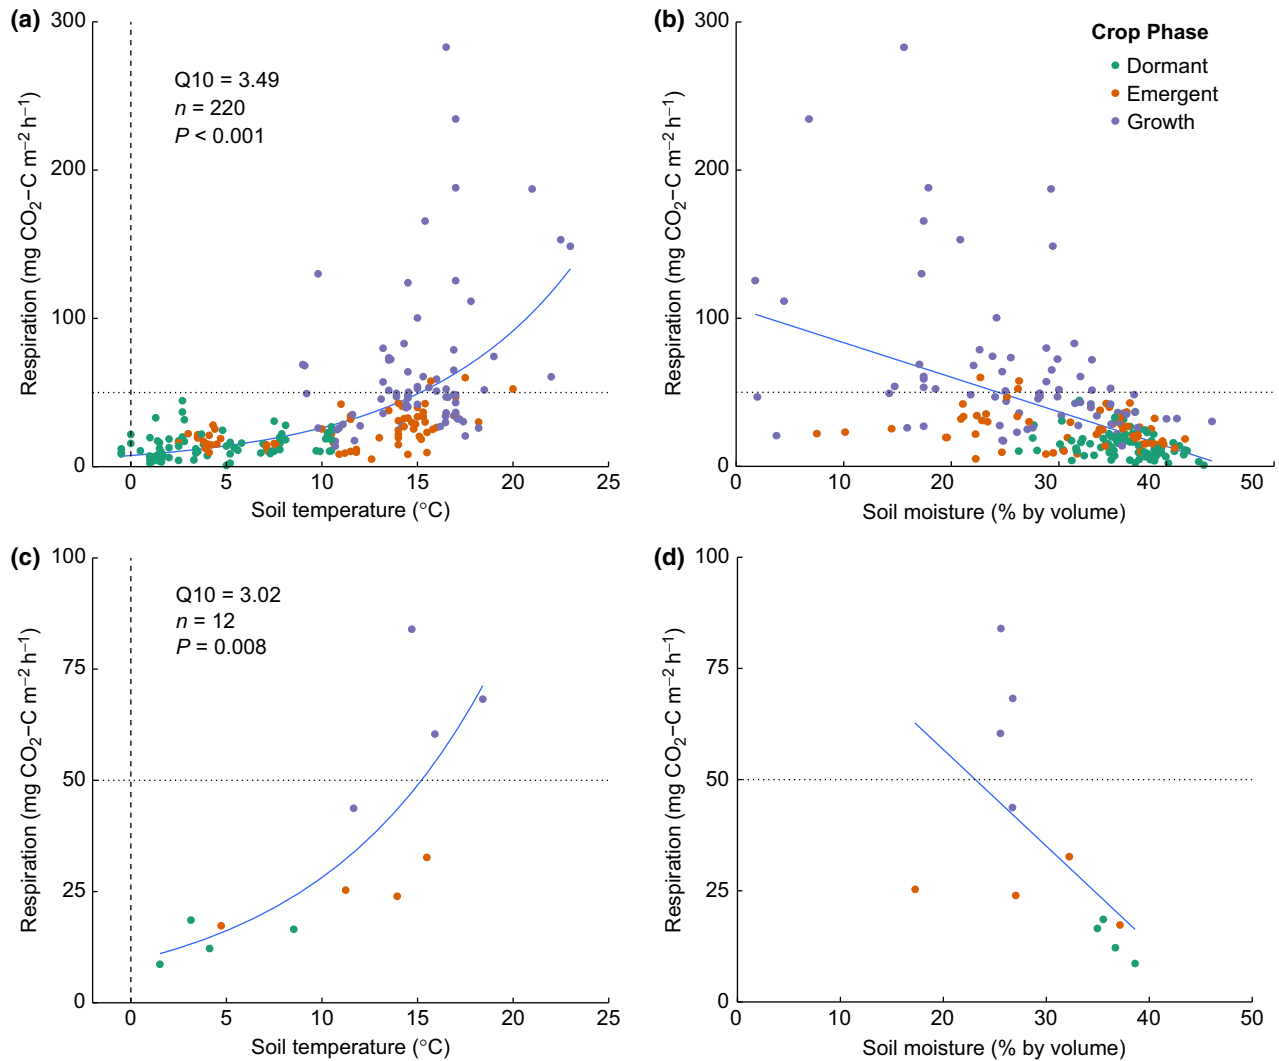 (a)
300
200
100
0
Respiration (mg CO₂–C m⁻² h⁻¹)
Q10 = 3.49
n = 220
P < 0.001
0 5 10 15 20 25
Soil temperature (°C)
(b)
300
200
100
0
Respiration (mg CO₂–C m⁻² h⁻¹)
Crop Phase
Dormant
Emergent
Growth
0 10 20 30 40 50
Soil moisture (% by volume)
(c)
100
75
50
25
0
Respiration (mg CO₂–C m⁻² h⁻¹)
Q10 = 3.02
n = 12
P = 0.008
0 5 10 15 20 25
Soil temperature (°C)
(d)
100
75
50
25
0
Respiration (mg CO₂–C m⁻² h⁻¹)
0 10 20 30 40 50
Soil moisture (% by volume)